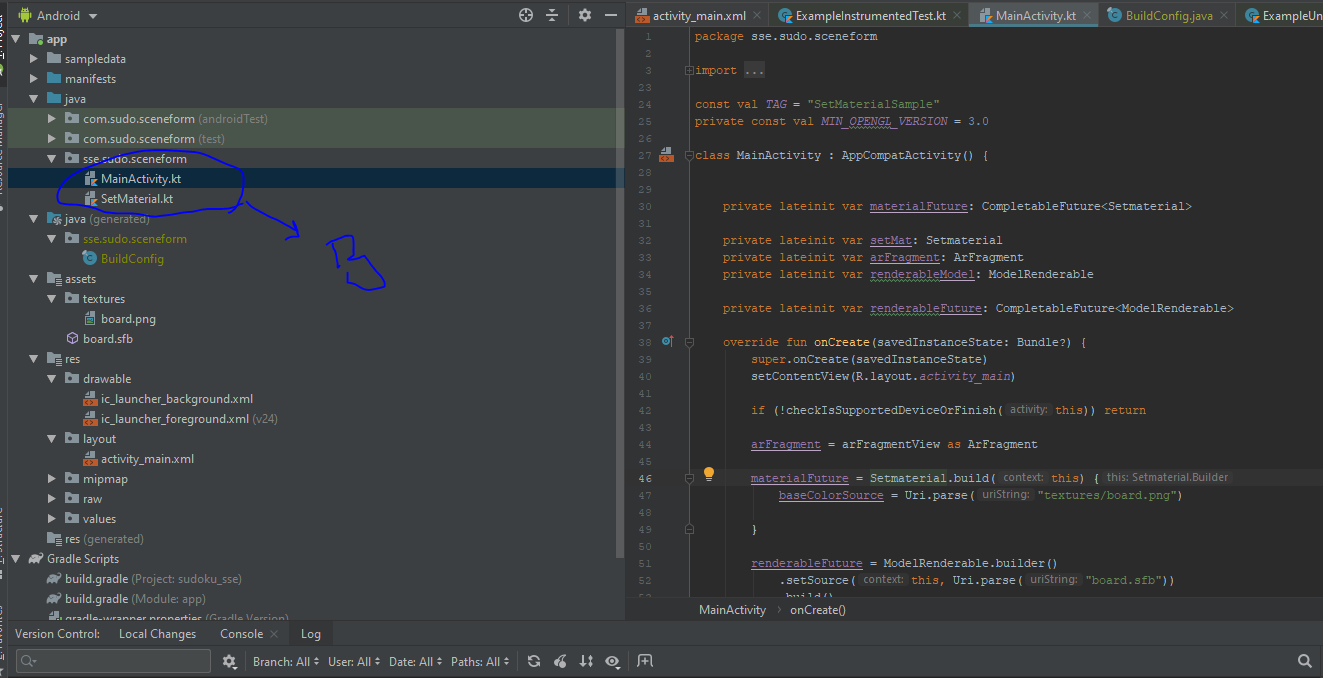 Android
app
sampledata
manifests
java
com.sudo.sceneform (androidTest)
com.sudo.sceneform (test)
sse.sudo.sceneform
MainActivity.kt
SetMaterial.kt
java (generated)
sse.sudo.sceneform
BuildConfig
assets
textures
board.png
board.sfb
res
drawable
ic_launcher_background.xml
ic_launcher_foreground.xml (v24)
layout
activity_main.xml
mipmap
raw
values
res (generated)
Gradle Scripts
build.gradle (Project: sudoku_sse)
build.gradle (Module: app)
gradle-wrapper.properties (Gradle Version)
activity_main.xml ExampleInstrumentedTest.kt MainActivity.kt BuildConfig.java ExampleUn
1 package sse.sudo.sceneform
2
3 import ...
23
24 const val TAG = "SetMaterialSample"
25 private const val MIN_OPENGL_VERSION = 3.0
26
27 class MainActivity : AppCompatActivity() {
28
29
30 private lateinit var materialFuture: CompletableFuture<Setmaterial>
31
32 private lateinit var setMat: Setmaterial
33 private lateinit var arFragment: ArFragment
34 private lateinit var renderableModel: ModelRenderable
35
36 private lateinit var renderableFuture: CompletableFuture<ModelRenderable>
37
38 override fun onCreate(savedInstanceState: Bundle?) {
39 super.onCreate(savedInstanceState)
40 setContentView(R.layout.activity_main)
41
42 if (!checkIsSupportedDeviceOrFinish( activity: this)) return
43
44 arFragment = arFragmentView as ArFragment
45
46 materialFuture = Setmaterial.build( context: this) { this: Setmaterial.Builder
47 baseColorSource = Uri.parse( uriString: "textures/board.png")
48
49 }
50
51 renderableFuture = ModelRenderable.builder()
52 .setSource( context: this, Uri.parse( uriString: "board.sfb"))
.build()
MainActivity › onCreate()
Version Control: Local Changes Console Log
Branch: All User: All Date: All Paths: All